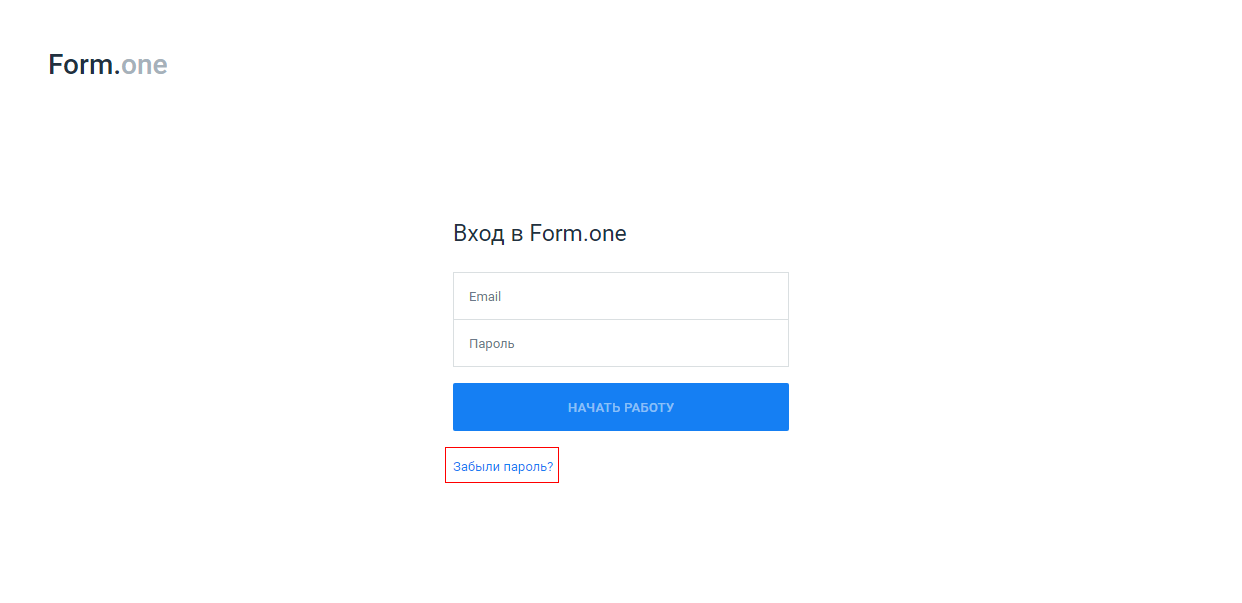 Form.one
Вход в Form.one
Email
Пароль
НАЧАТЬ РАБОТУ
Забыли пароль?